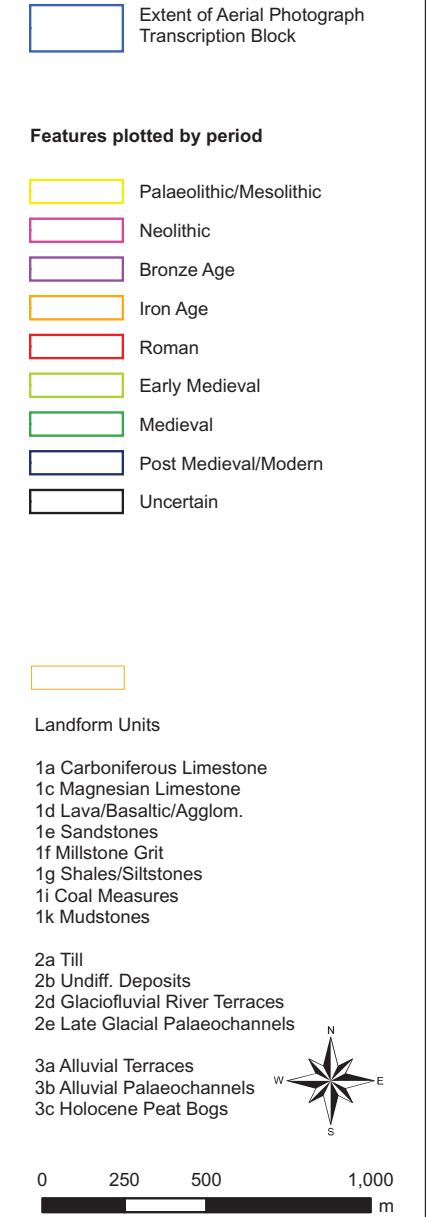 Extent of Aerial Photograph
Transcription Block
Features plotted by period
Palaeolithic/Mesolithic
Neolithic
Bronze Age
Iron Age
Roman
Early Medieval
Medieval
Post Medieval/Modern
Uncertain
Landform Units
1a Carboniferous Limestone
1c Magnesian Limestone
1d Lava/Basaltic/Agglom.
1e Sandstones
1f Millstone Grit
1g Shales/Siltstones
1i Coal Measures
1k Mudstones
2a Till
2b Undiff. Deposits
2d Glaciofluvial River Terraces
2e Late Glacial Palaeochannels
3a Alluvial Terraces
3b Alluvial Palaeochannels
3c Holocene Peat Bogs
N
W E
S
0 250 500 1,000
m